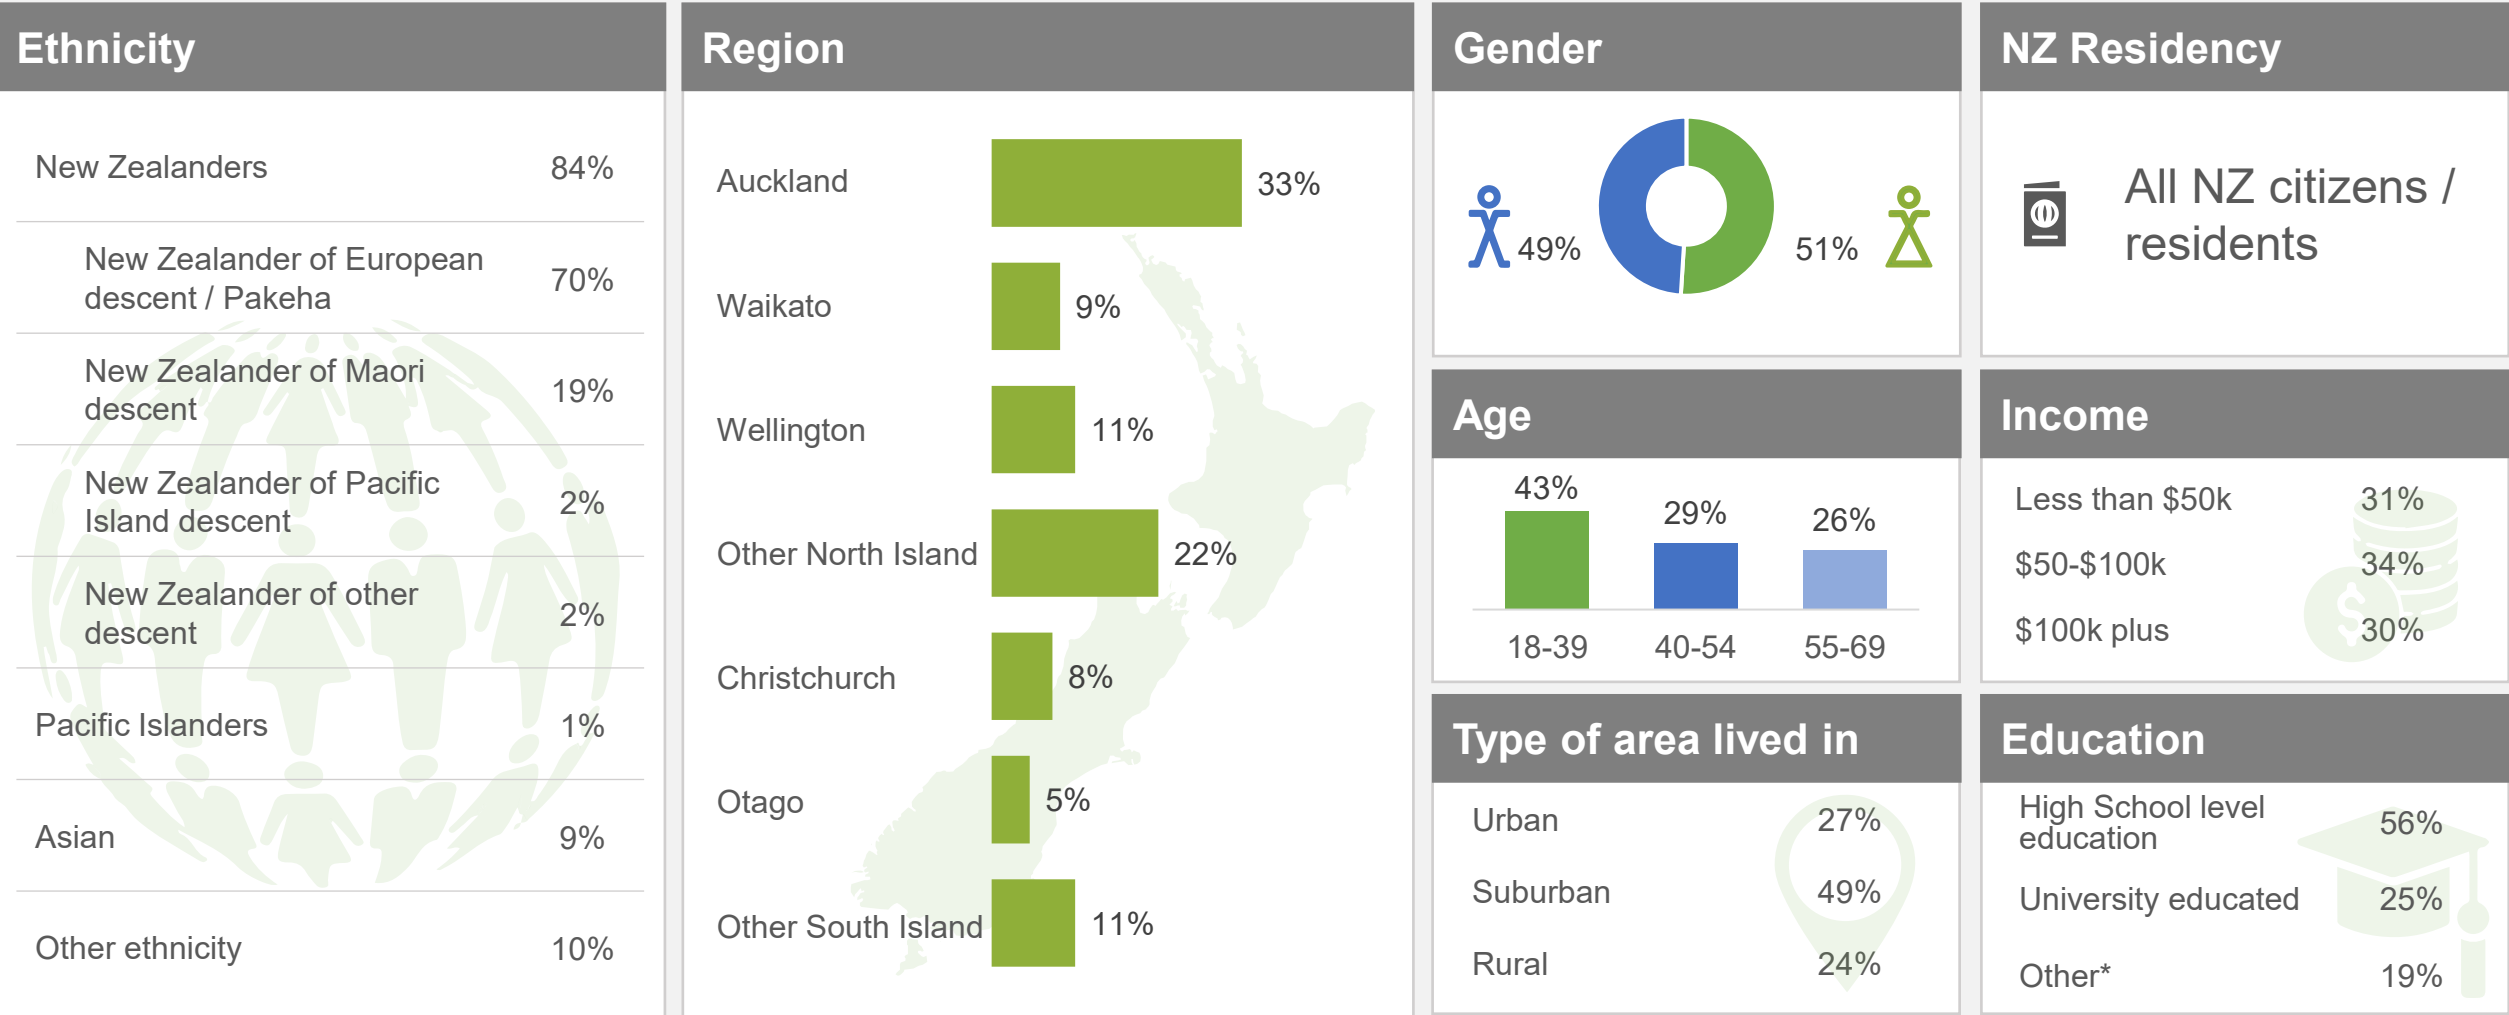 Ethnicity
New Zealanders 84%
New Zealander of European
descent / Pakeha
70%
New Zealander of Maori
descent
19%
New Zealander of Pacific
Island descent
2%
New Zealander of other
descent
2%
Pacific Islanders 1%
Asian 9%
Other ethnicity 10%
Region
Auckland 33%
Waikato 9%
Wellington 11%
Other North Island 22%
Christchurch 8%
Otago 5%
Other South Island 11%
Gender
49% 51%
NZ Residency
All NZ citizens /
residents
Age
43% 29% 26%
18-39 40-54 55-69
Income
Less than $50k 31%
$50-$100k 34%
$100k plus 30%
Type of area lived in
Urban 27%
Suburban 49%
Rural 24%
Education
High School level
education
56%
University educated 25%
Other* 19%